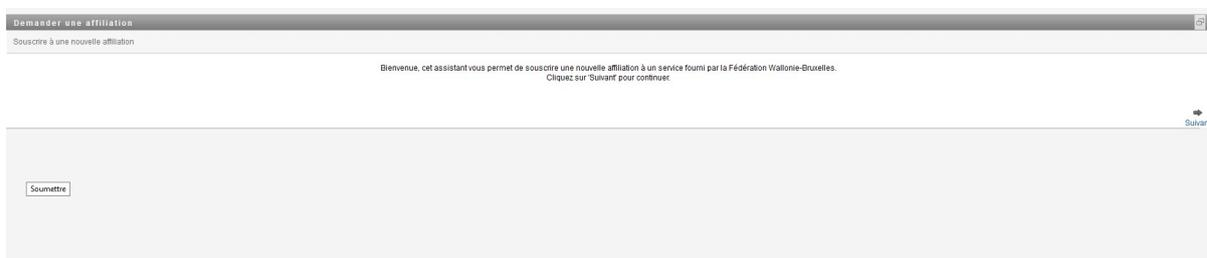 Demander une affiliation
Souscrire à une nouvelle affiliation
Bienvenue, cet assistant vous permet de souscrire une nouvelle affiliation à un service fourni par la Fédération Wallonie-Bruxelles.
Cliquez sur 'Suivant' pour continuer.
Suivan
Soumettre